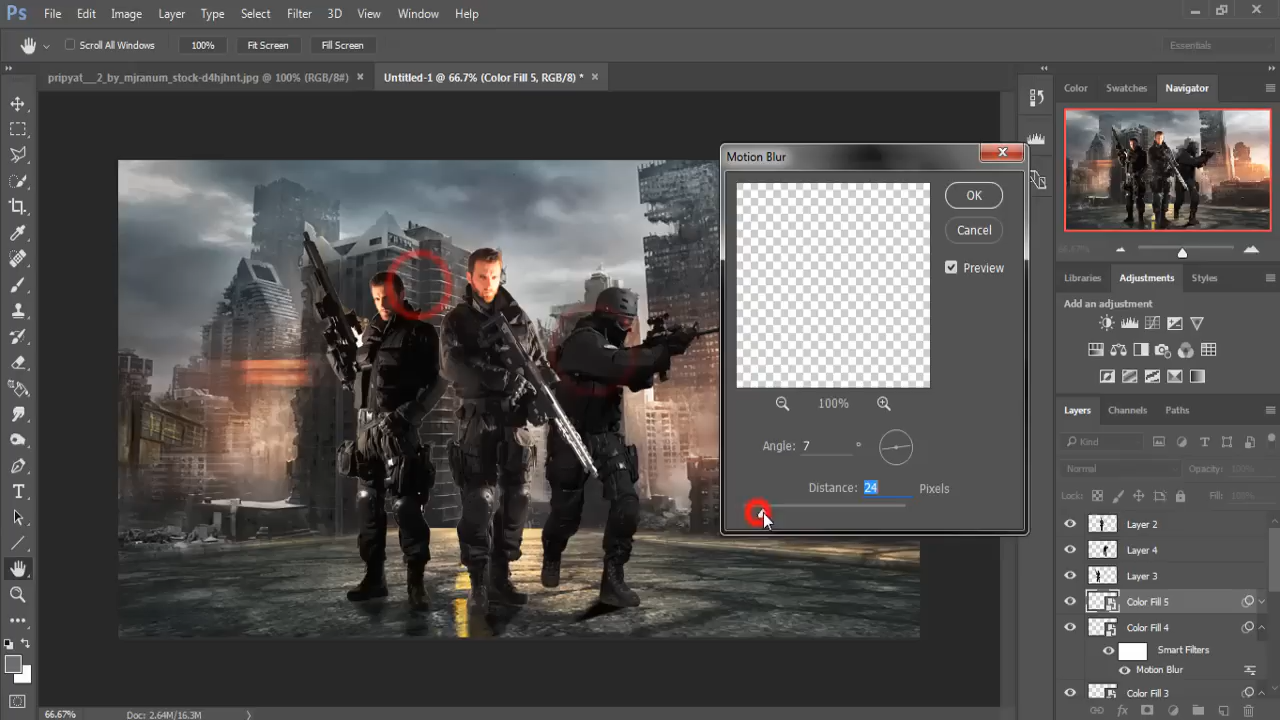 Ps File Edit Image Layer Type Select Filter 3D View Window Help
Scroll All Windows 100% Fit Screen Fill Screen Essentials
pripyat__2_by_mjranum_stock-d4hjhnt.jpg @ 100% (RGB/8#) × Untitled-1 @ 66.7% (Color Fill 5, RGB/8) * ×
Color Swatches Navigator
Motion Blur
OK
Cancel
Preview
100%
Angle: 7 °
Distance: 24 Pixels
66.67%
Libraries Adjustments Styles
Add an adjustment
Layers Channels Paths
Kind
Normal Opacity: 100%
Lock: Fill: 100%
Layer 2
Layer 4
Layer 3
Color Fill 5
Color Fill 4
Smart Filters
Motion Blur
Color Fill 3
66.67% Doc: 2.64M/16.3M